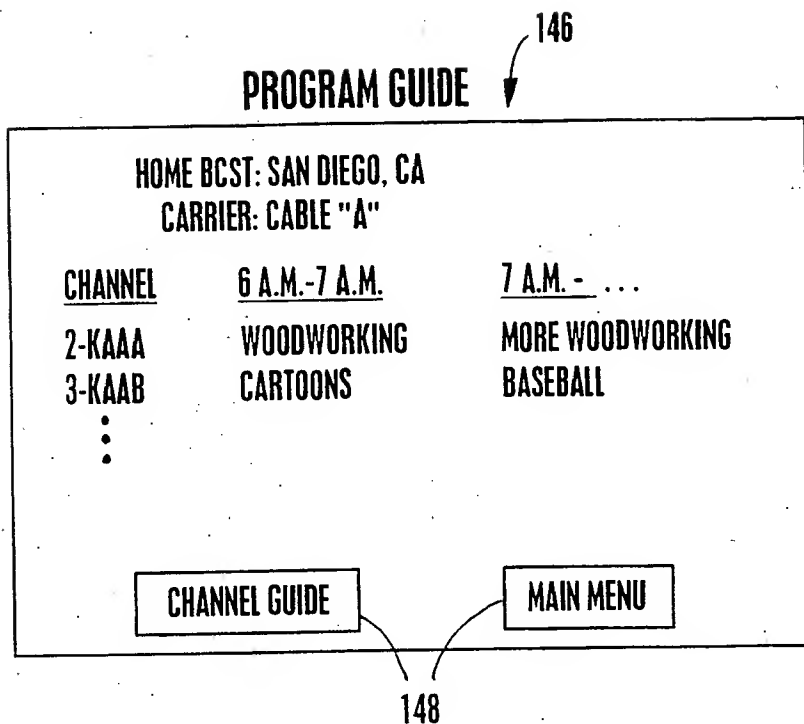 146
PROGRAM GUIDE
HOME BCST: SAN DIEGO, CA
CARRIER: CABLE "A"
CHANNEL 6 A.M.-7 A.M. 7 A.M. - ...
2-KAAA WOODWORKING MORE WOODWORKING
3-KAAB CARTOONS BASEBALL
CHANNEL GUIDE MAIN MENU
148